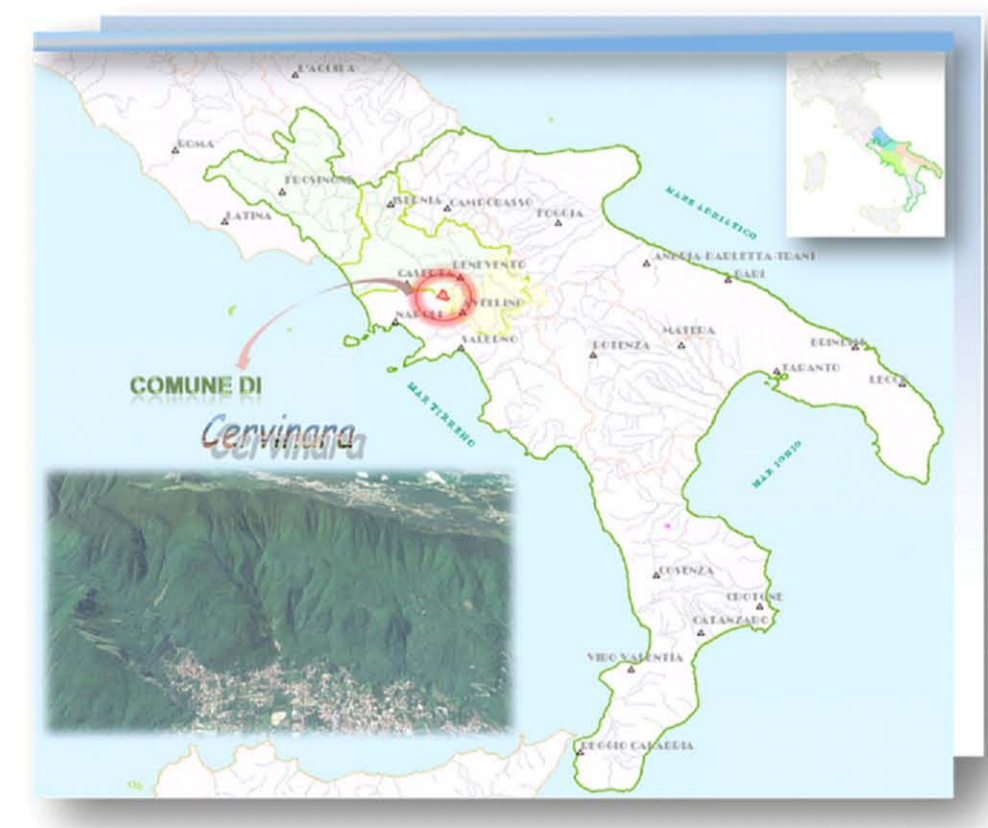 L'AQUILA
ROMA
FROSINONE
LATINA
ISERNIA
CAMPOBASSO
FOGGIA
MARE ADRIATICO
ANDRIA-BARLETTA-TRANI
BARI
BENEVENTO
CASERTA
AVELLINO
NAPOLI
SALERNO
POTENZA
MATERA
BRINDISI
TARANTO
LECCE
COMUNE DI
Cervinara
MAR TIRRENO
MAR IONIO
COSENZA
CROTONE
CATANZARO
VIBO VALENTIA
REGGIO CALABRIA